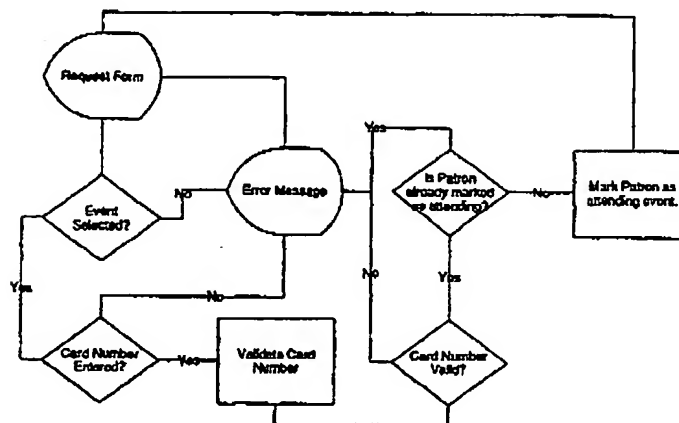 Request Form
Yes
Is Patron
already marked
as attending?
No
Mark Patron as
attending event.
Event
Selected?
No
Error Message
Yes
No
No
Yes
Card Number
Entered?
Yes
Validate Card
Number
Card Number
Valid?